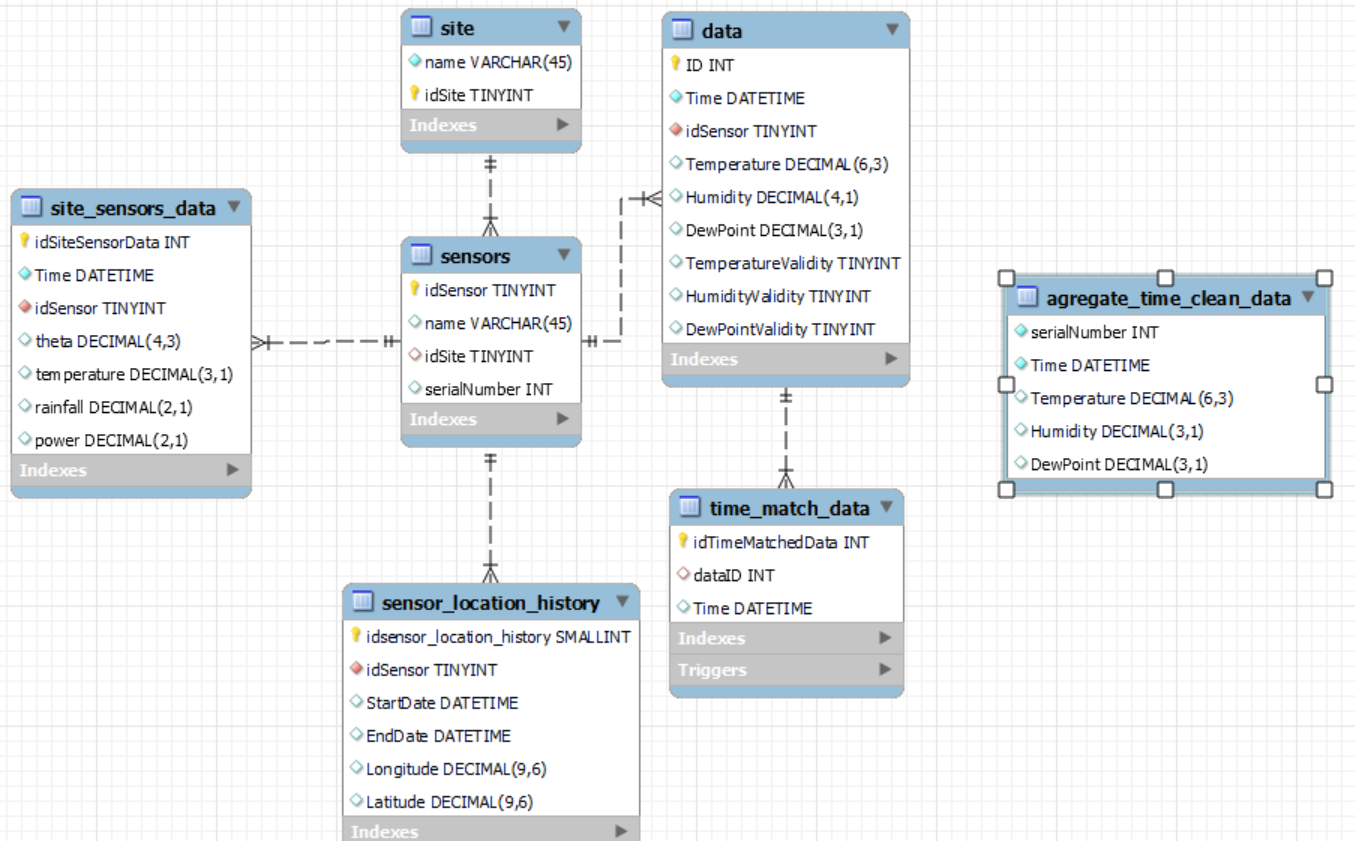 site
name VARCHAR(45)
idSite TINYINT
Indexes
data
ID INT
Time DATETIME
idSensor TINYINT
Temperature DECIMAL(6,3)
Humidity DECIMAL(4,1)
DewPoint DECIMAL(3,1)
TemperatureValidity TINYINT
HumidityValidity TINYINT
DewPointValidity TINYINT
Indexes
site_sensors_data
idSiteSensorData INT
Time DATETIME
idSensor TINYINT
theta DECIMAL(4,3)
temperature DECIMAL(3,1)
rainfall DECIMAL(2,1)
power DECIMAL(2,1)
Indexes
sensors
idSensor TINYINT
name VARCHAR(45)
idSite TINYINT
serialNumber INT
Indexes
agregate_time_clean_data
serialNumber INT
Time DATETIME
Temperature DECIMAL(6,3)
Humidity DECIMAL(3,1)
DewPoint DECIMAL(3,1)
time_match_data
idTimeMatchedData INT
dataID INT
Time DATETIME
Indexes
Triggers
sensor_location_history
idsensor_location_history SMALLINT
idSensor TINYINT
StartDate DATETIME
EndDate DATETIME
Longitude DECIMAL(9,6)
Latitude DECIMAL(9,6)
Indexes